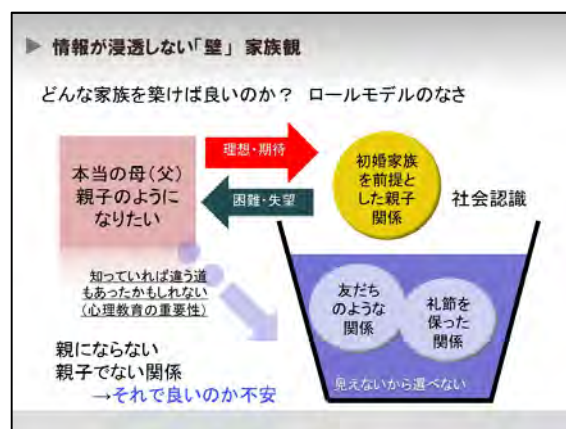 ▶ 情報が浸透しない「壁」 家族観
どんな家族を築けば良いのか？ ロールモデルのなさ
本当の母（父）
親子のように
なりたい
理想・期待
困難・失望
初婚家族
を前提と
した親子
関係
社会認識
知っていれば違う道
もあったかもしれない
（心理教育の重要性）
友だち
のような
関係
礼節を
保った
関係
見えないから選べない
親にならない
親子でない関係
→それで良いのか不安